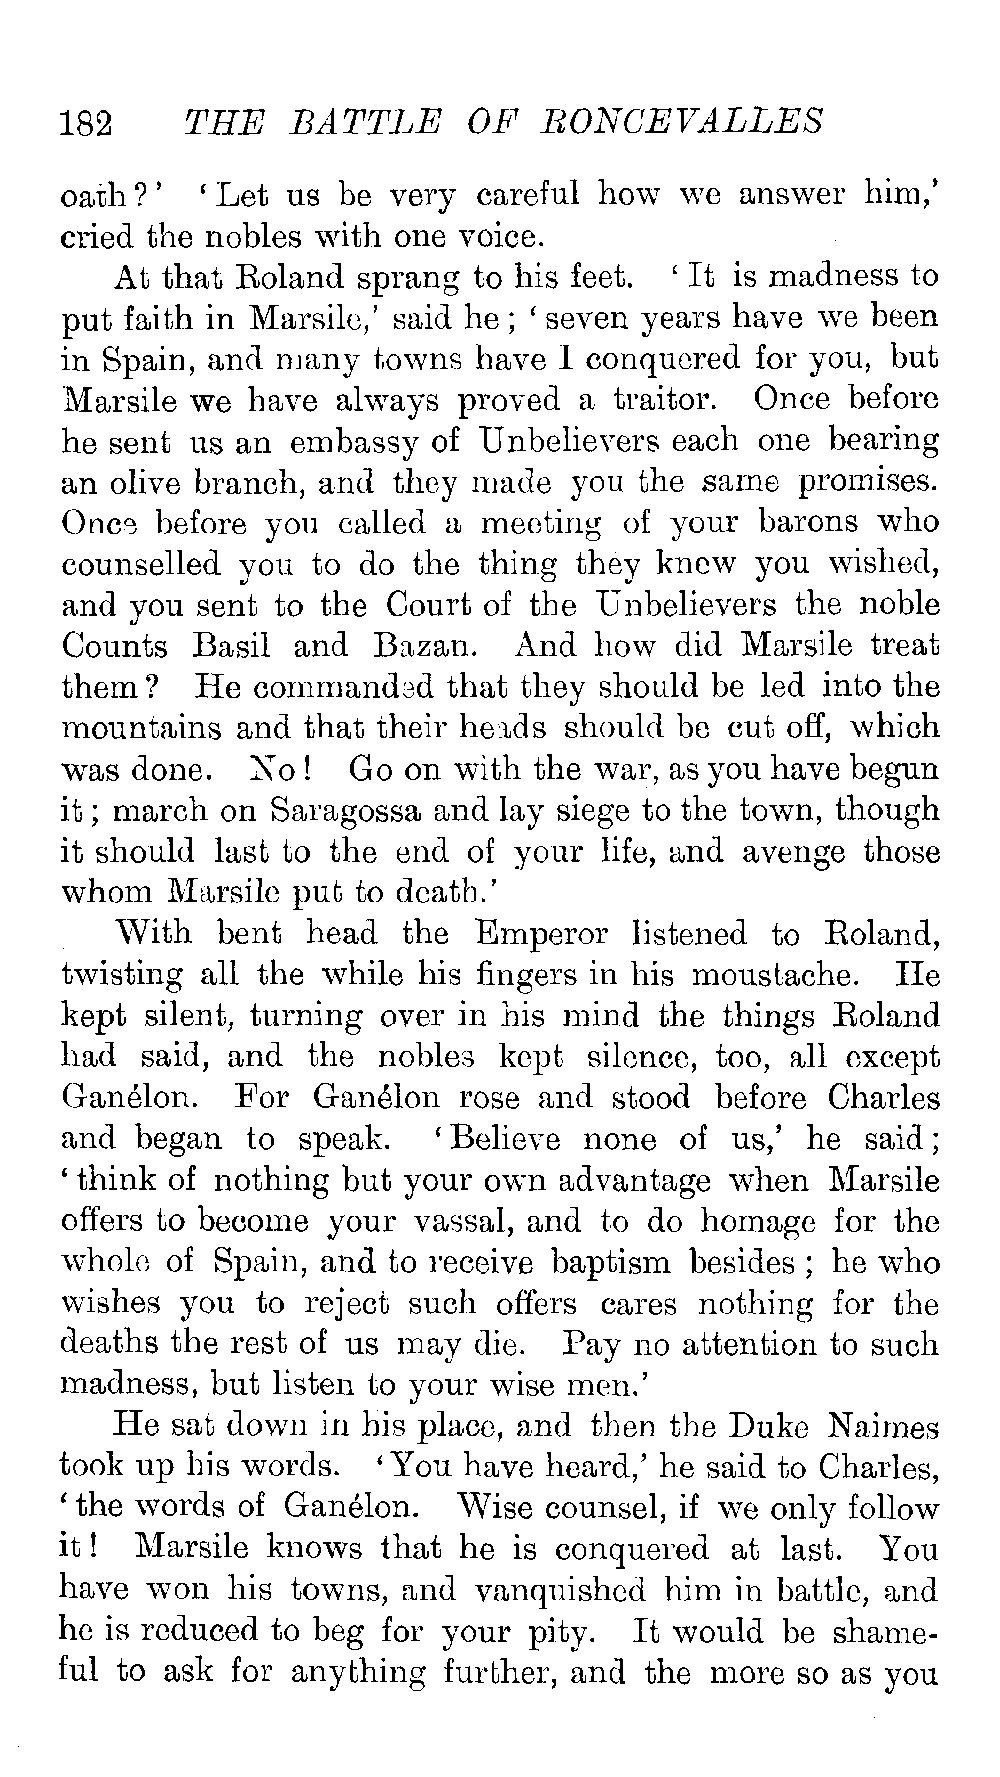 182 THE BATTLE OF RONCEVALLES
oath?' 'Let us be very careful how we answer him,'
cried the nobles with one voice.
At that Roland sprang to his feet. 'It is madness to
put faith in Marsile,' said he; 'seven years have we been
in Spain, and many towns have I conquered for you, but
Marsile we have always proved a traitor. Once before
he sent us an embassy of Unbelievers each one bearing
an olive branch, and they made you the same promises.
Once before you called a meeting of your barons who
counselled you to do the thing they knew you wished,
and you sent to the Court of the Unbelievers the noble
Counts Basil and Bazan. And how did Marsile treat
them? He commanded that they should be led into the
mountains and that their heads should be cut off, which
was done. No! Go on with the war, as you have begun
it; march on Saragossa and lay siege to the town, though
it should last to the end of your life, and avenge those
whom Marsile put to death.'
With bent head the Emperor listened to Roland,
twisting all the while his fingers in his moustache. He
kept silent, turning over in his mind the things Roland
had said, and the nobles kept silence, too, all except
Ganélon. For Ganélon rose and stood before Charles
and began to speak. 'Believe none of us,' he said;
'think of nothing but your own advantage when Marsile
offers to become your vassal, and to do homage for the
whole of Spain, and to receive baptism besides; he who
wishes you to reject such offers cares nothing for the
deaths the rest of us may die. Pay no attention to such
madness, but listen to your wise men.'
He sat down in his place, and then the Duke Naimes
took up his words. 'You have heard,' he said to Charles,
'the words of Ganélon. Wise counsel, if we only follow
it! Marsile knows that he is conquered at last. You
have won his towns, and vanquished him in battle, and
he is reduced to beg for your pity. It would be shame-
ful to ask for anything further, and the more so as you